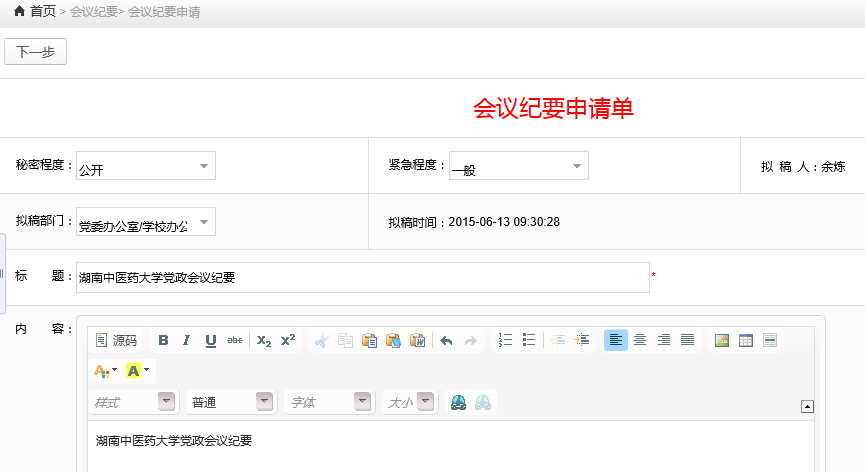 首页 > 会议纪要> 会议纪要申请
下一步
会议纪要申请单
秘密程度： 公开 紧急程度： 一般 拟 稿 人：余炼
拟稿部门： 党委办公室/学校办公 拟稿时间：2015-06-13 09:30:28
标 题： 湖南中医药大学党政会议纪要 *
内 容：
源码 B I U abc X₂ X²
A A
样式 普通 字体 大小
湖南中医药大学党政会议纪要